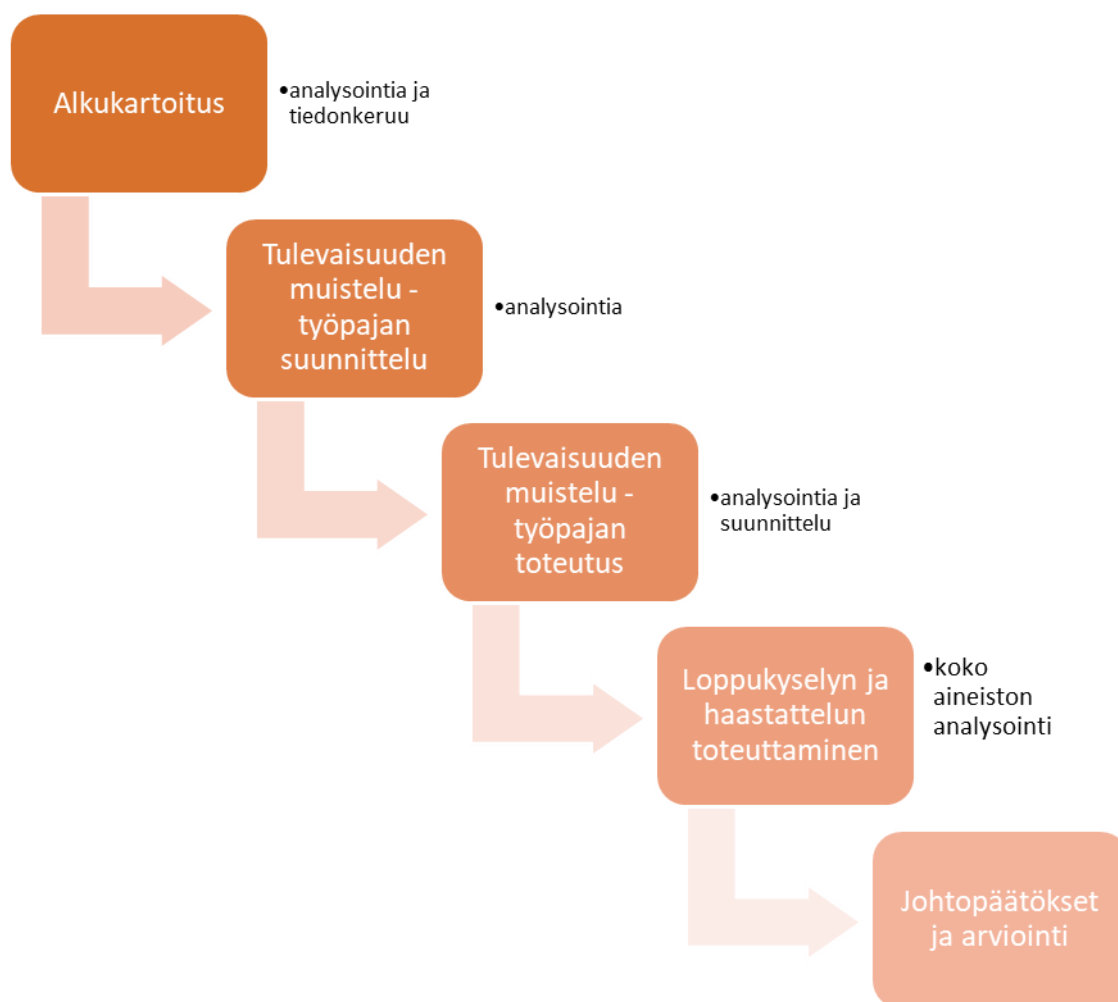 Alkukartoitus
•analysointia ja
tiedonkeruu
Tulevaisuuden
muistelu -
työpajan
suunnittelu
•analysointia
Tulevaisuuden
muistelu -
työpajan
toteutus
•analysointia ja
suunnittelu
Loppukyselyn ja
haastattelun
toteuttaminen
•koko
aineiston
analysointi
Johtopäätökset
ja arviointi